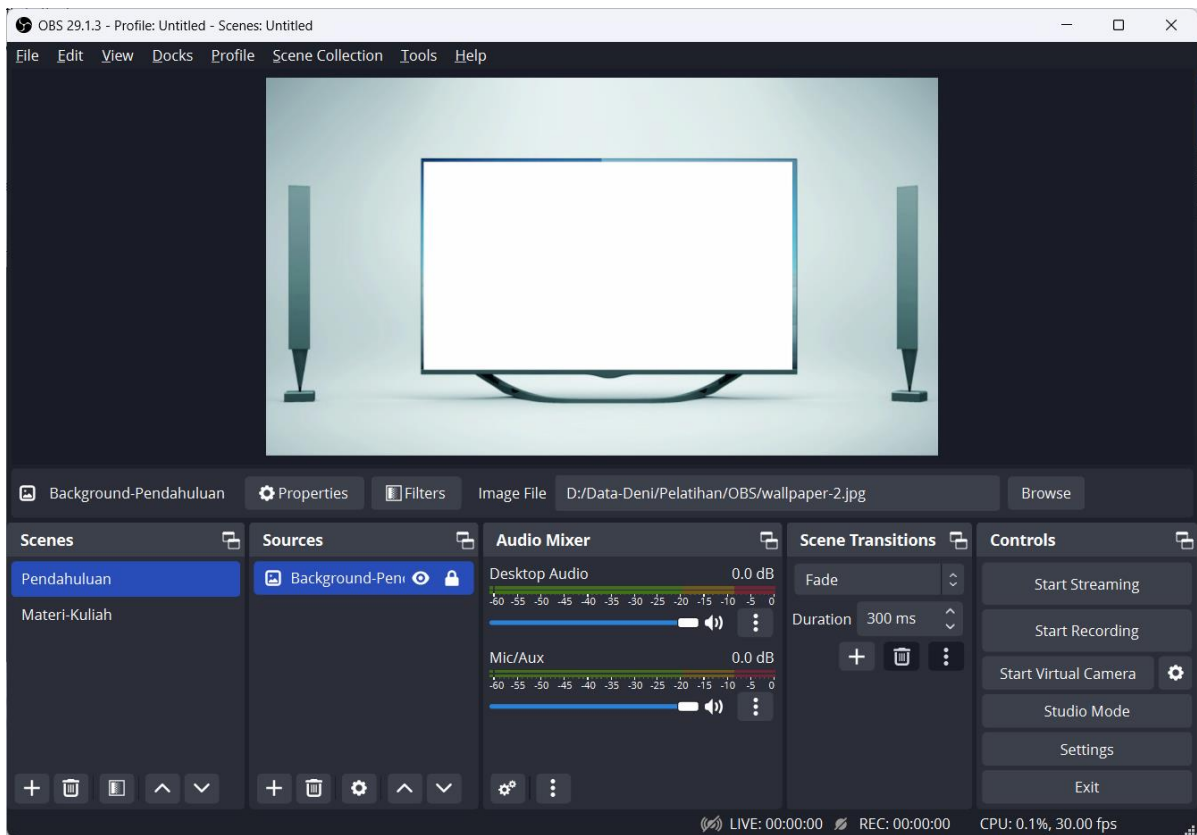 OBS 29.1.3 - Profile: Untitled - Scenes: Untitled
File Edit View Docks Profile Scene Collection Tools Help
Background-Pendahuluan Properties Filters Image File D:/Data-Deni/Pelatihan/OBS/wallpaper-2.jpg Browse
Scenes
Pendahuluan
Materi-Kuliah
Sources
Background-Pen
Audio Mixer
Desktop Audio 0.0 dB
-60 -55 -50 -45 -40 -35 -30 -25 -20 -15 -10 -5 0
Mic/Aux 0.0 dB
-60 -55 -50 -45 -40 -35 -30 -25 -20 -15 -10 -5 0
Scene Transitions
Fade
Duration 300 ms
Controls
Start Streaming
Start Recording
Start Virtual Camera
Studio Mode
Settings
Exit
LIVE: 00:00:00 REC: 00:00:00 CPU: 0.1%, 30.00 fps